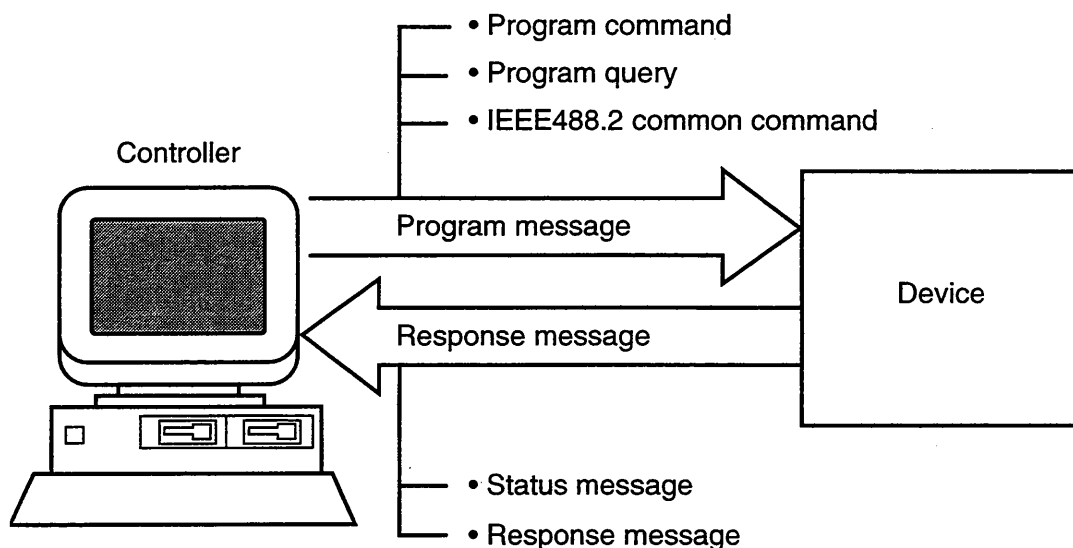 • Program command
• Program query
• IEEE488.2 common command
Controller
Program message
Device
Response message
• Status message
• Response message